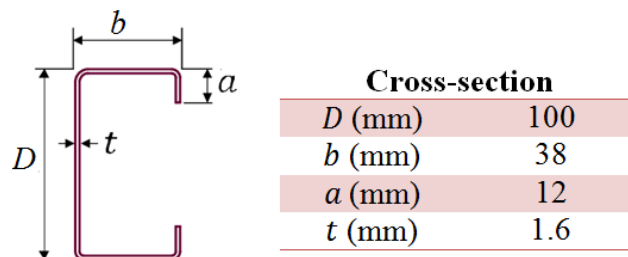 b
a
t
D
Cross-section
D (mm) 100
b (mm) 38
a (mm) 12
t (mm) 1.6